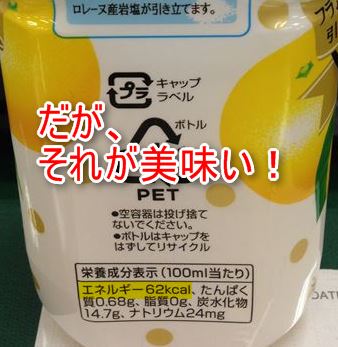 ロレーヌ産岩塩が引き立てます。
プラ
キャップ
ラベル
ボトル
だが、
それが美味い！
PET
●空容器は投げ捨て
ないでください。
●ボトルはキャップを
はずしてリサイクル
栄養成分表示(100ml当たり)
エネルギー62kcal、たんぱく
質0.68g、脂質0g、炭水化物
14.7g、ナトリウム24mg